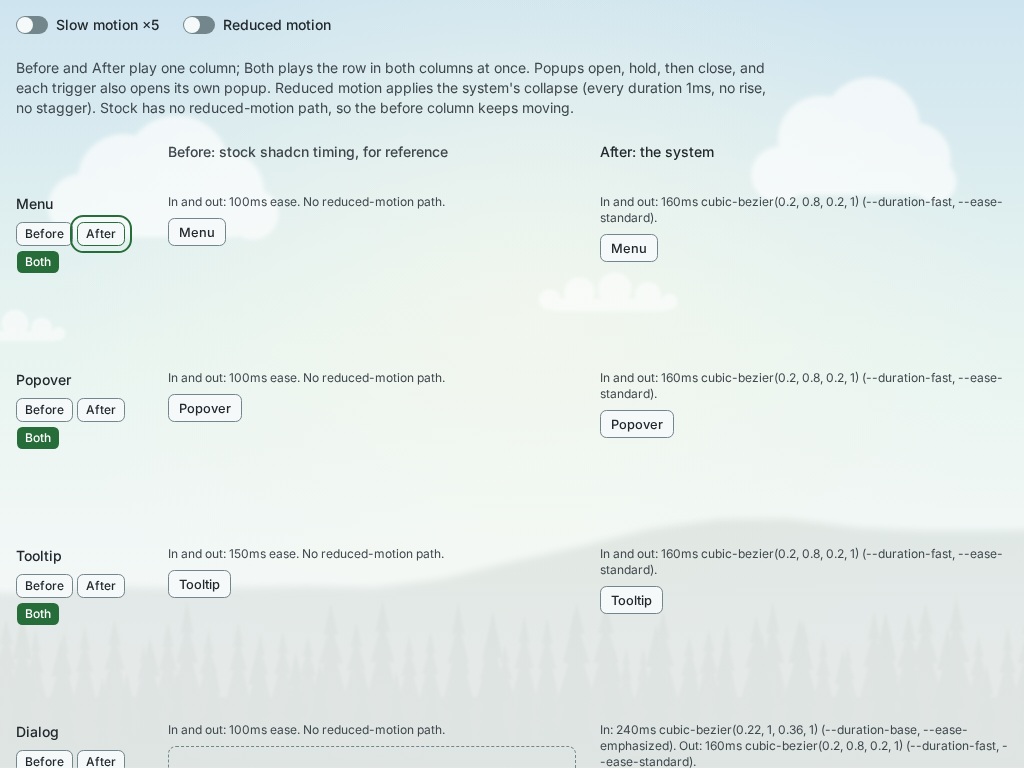 Slow motion ×5
Reduced motion
Before and After play one column; Both plays the row in both columns at once. Popups open, hold, then close, and
each trigger also opens its own popup. Reduced motion applies the system's collapse (every duration 1ms, no rise,
no stagger). Stock has no reduced-motion path, so the before column keeps moving.
Before: stock shadcn timing, for reference
After: the system
Menu
Before
After
Both
In and out: 100ms ease. No reduced-motion path.
Menu
In and out: 160ms cubic-bezier(0.2, 0.8, 0.2, 1) (--duration-fast, --ease-
standard).
Menu
Popover
Before
After
Both
In and out: 100ms ease. No reduced-motion path.
Popover
In and out: 160ms cubic-bezier(0.2, 0.8, 0.2, 1) (--duration-fast, --ease-
standard).
Popover
Tooltip
Before
After
Both
In and out: 150ms ease. No reduced-motion path.
Tooltip
In and out: 160ms cubic-bezier(0.2, 0.8, 0.2, 1) (--duration-fast, --ease-
standard).
Tooltip
Dialog
Before
After
In and out: 100ms ease. No reduced-motion path.
In: 240ms cubic-bezier(0.22, 1, 0.36, 1) (--duration-base, --ease-
emphasized). Out: 160ms cubic-bezier(0.2, 0.8, 0.2, 1) (--duration-fast, -
-ease-standard).